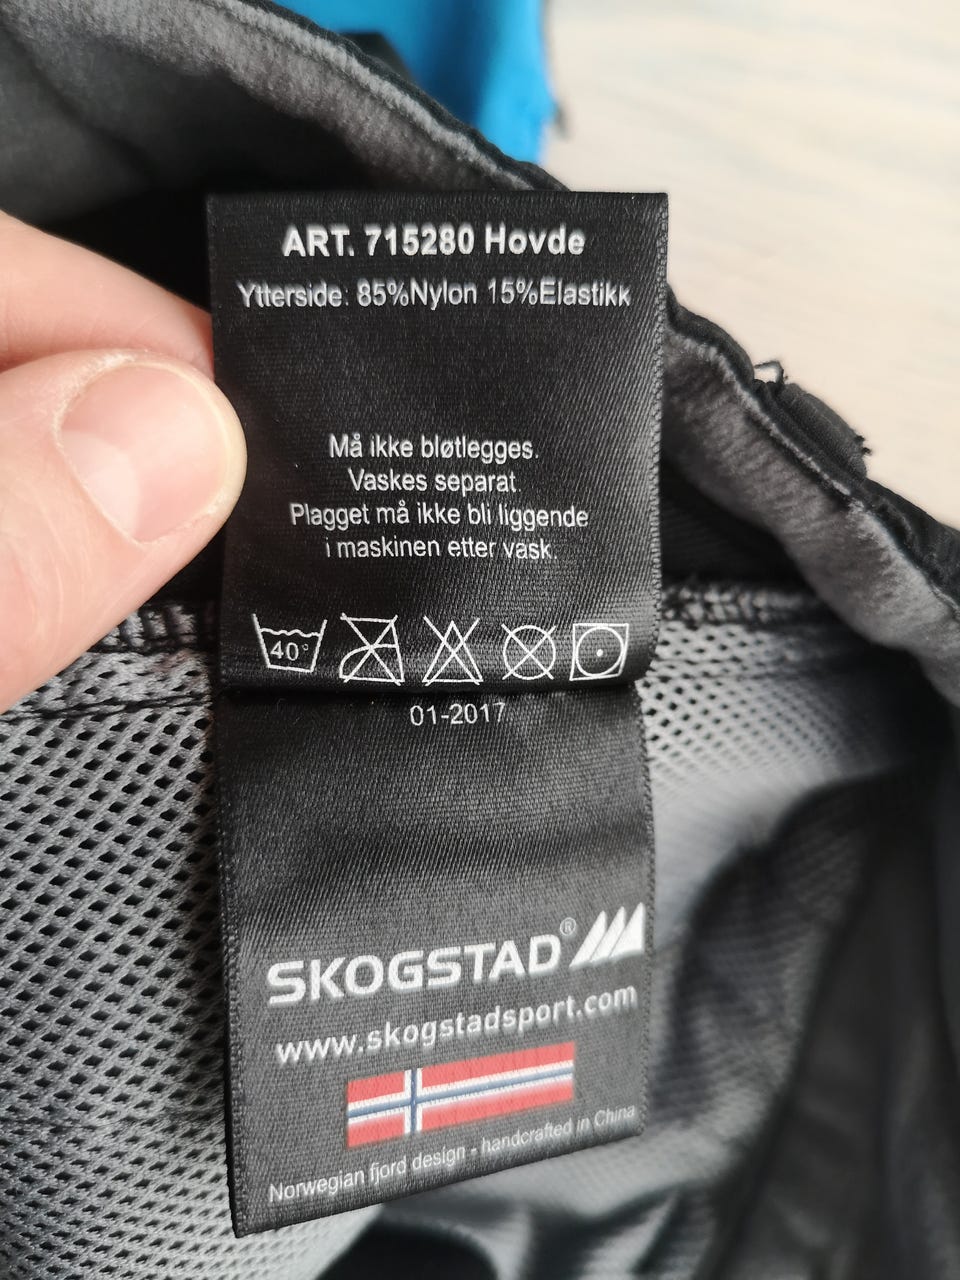 ART. 715280 Hovde
Ytterside: 85%Nylon 15%Elastikk
Må ikke bløtlegges.
Vaskes separat.
Plagget må ikke bli liggende
i maskinen etter vask.
40°
01-2017
SKOGSTAD®
www.skogstadsport.com
Norwegian fjord design - handcrafted in China